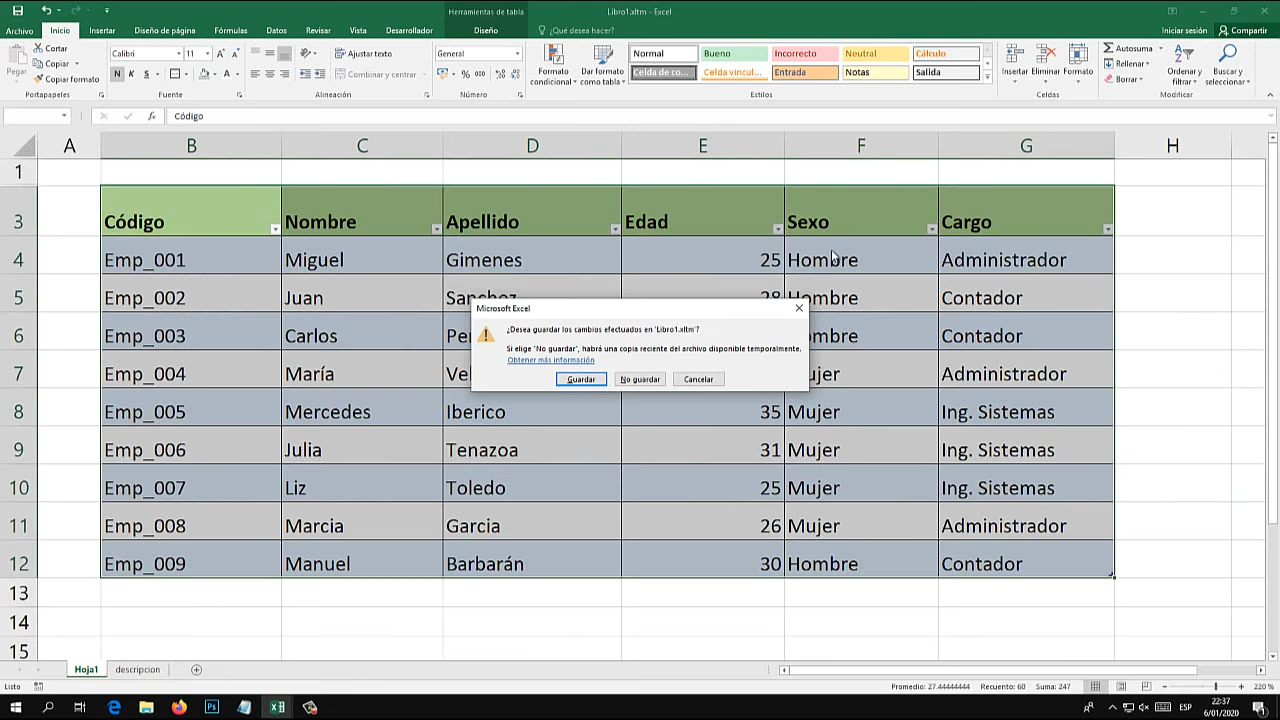 Herramientas de tabla
Libro1.xltm - Excel
Archivo Inicio Insertar Diseño de página Fórmulas Datos Revisar Vista Desarrollador Diseño ¿Qué desea hacer? Iniciar sesión Compartir
Pegar
Cortar
Copiar
Copiar formato
Portapapeles
Calibri 11
N K S
Fuente
Ajustar texto
Combinar y centrar
Alineación
General
% 000
Número
Formato condicional
Dar formato como tabla
Normal Bueno Incorrecto Neutral Cálculo
Celda de co... Celda vincul... Entrada Notas Salida
Estilos
Insertar Eliminar Formato
Celdas
Autosuma
Rellenar
Borrar
Ordenar y filtrar
Buscar y seleccionar
Modificar
fx Código
A B C D E F G H
1
3 Código Nombre Apellido Edad Sexo Cargo
4 Emp_001 Miguel Gimenes 25 Hombre Administrador
5 Emp_002 Juan Sanchez 28 Hombre Contador
6 Emp_003 Carlos Pe ombre Contador
7 Emp_004 María Ve ujer Administrador
8 Emp_005 Mercedes Iberico 35 Mujer Ing. Sistemas
9 Emp_006 Julia Tenazoa 31 Mujer Ing. Sistemas
10 Emp_007 Liz Toledo 25 Mujer Ing. Sistemas
11 Emp_008 Marcia Garcia 26 Mujer Administrador
12 Emp_009 Manuel Barbarán 30 Hombre Contador
13
14
15
Microsoft Excel
¿Desea guardar los cambios efectuados en 'Libro1.xltm'?
Si elige 'No guardar', habrá una copia reciente del archivo disponible temporalmente.
Obtener más información
Guardar No guardar Cancelar
Hoja1 descripcion
Listo Promedio: 27.44444444 Recuento: 60 Suma: 247 220 %
ESP
22:37
6/01/2020